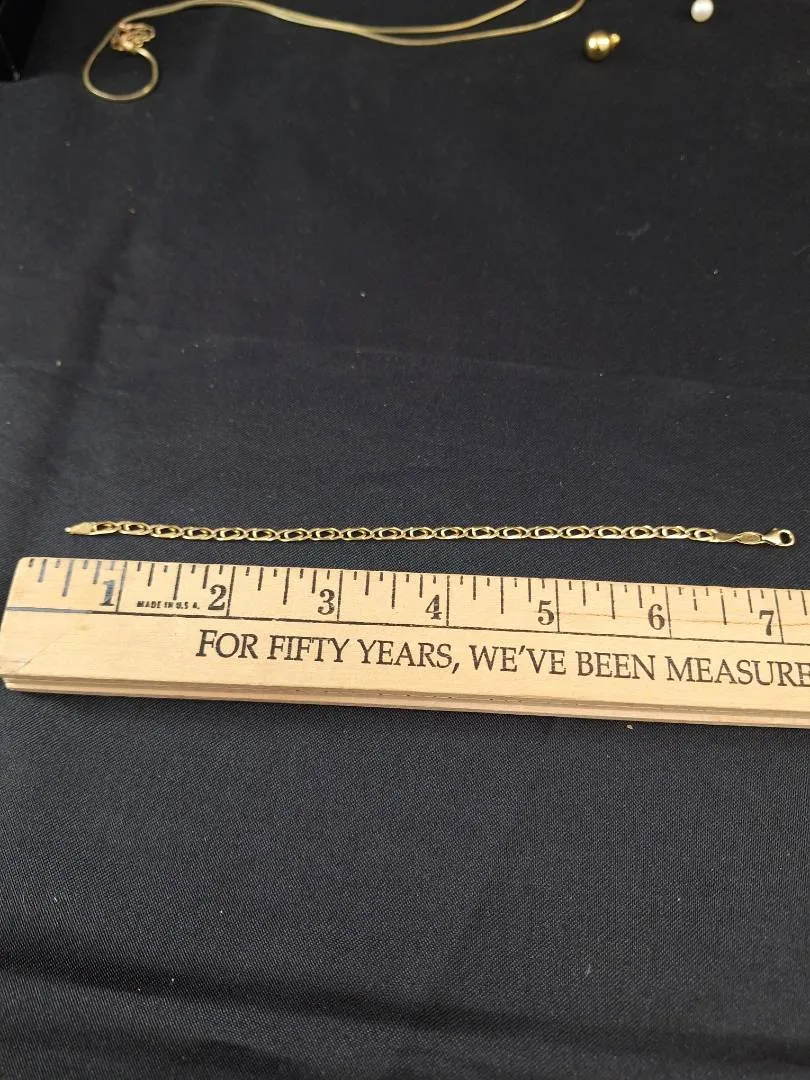 1 2 3 4 5 6 7
MADE IN U.S.A.
FOR FIFTY YEARS, WE'VE BEEN MEASURE